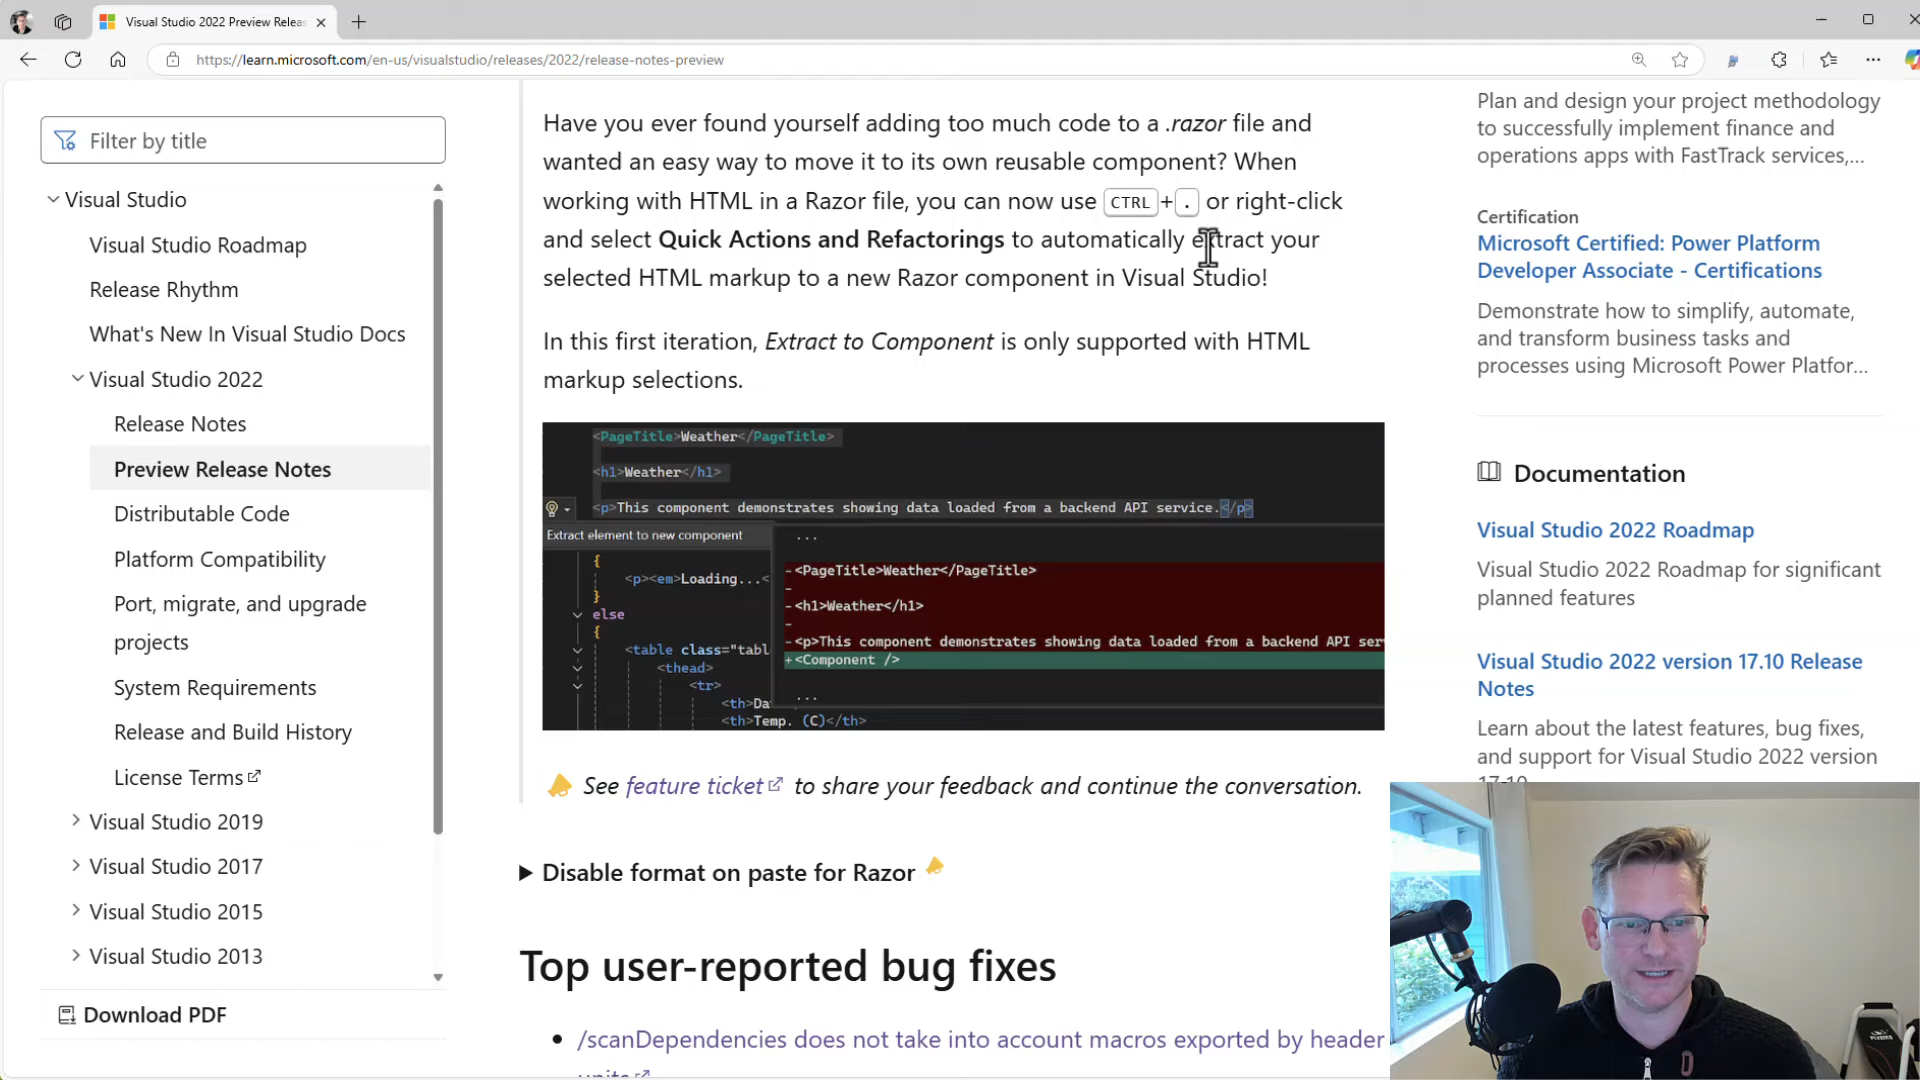 Visual Studio 2022 Preview Relea
https://learn.microsoft.com/en-us/visualstudio/releases/2022/release-notes-preview
Filter by title
Visual Studio
Visual Studio Roadmap
Release Rhythm
What's New In Visual Studio Docs
Visual Studio 2022
Release Notes
Preview Release Notes
Distributable Code
Platform Compatibility
Port, migrate, and upgrade
projects
System Requirements
Release and Build History
License Terms
Visual Studio 2019
Visual Studio 2017
Visual Studio 2015
Visual Studio 2013
Download PDF
Have you ever found yourself adding too much code to a .razor file and
wanted an easy way to move it to its own reusable component? When
working with HTML in a Razor file, you can now use CTRL + . or right-click
and select Quick Actions and Refactorings to automatically extract your
selected HTML markup to a new Razor component in Visual Studio!
In this first iteration, Extract to Component is only supported with HTML
markup selections.
<PageTitle>Weather</PageTitle>
<h1>Weather</h1>
<p>This component demonstrates showing data loaded from a backend API service.</p>
Extract element to new component
{
<p><em>Loading...<
}
else
{
<table class="tabl
<thead>
<tr>
<th>Da
<th>Temp. (C)</th>
...
-<PageTitle>Weather</PageTitle>
-
-<h1>Weather</h1>
-
-<p>This component demonstrates showing data loaded from a backend API ser
+<Component />
...
See feature ticket to share your feedback and continue the conversation.
Disable format on paste for Razor
Top user-reported bug fixes
• /scanDependencies does not take into account macros exported by header
units
Plan and design your project methodology
to successfully implement finance and
operations apps with FastTrack services,...
Certification
Microsoft Certified: Power Platform
Developer Associate - Certifications
Demonstrate how to simplify, automate,
and transform business tasks and
processes using Microsoft Power Platfor...
Documentation
Visual Studio 2022 Roadmap
Visual Studio 2022 Roadmap for significant
planned features
Visual Studio 2022 version 17.10 Release
Notes
Learn about the latest features, bug fixes,
and support for Visual Studio 2022 version
17.10